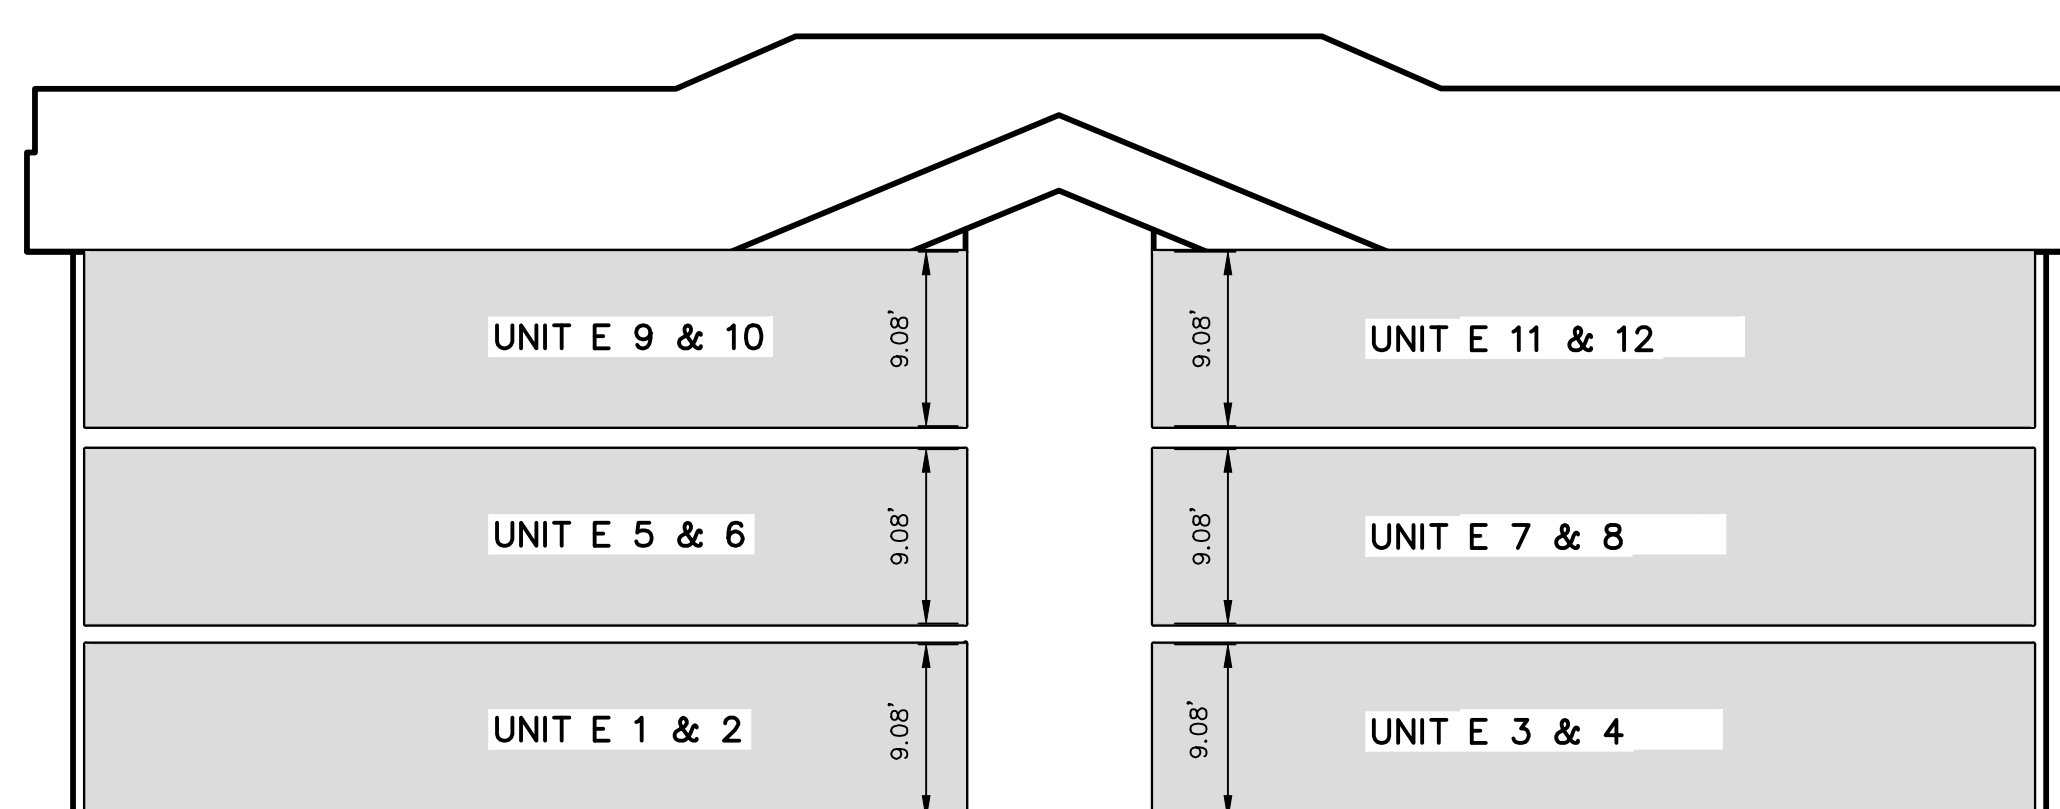 UNIT E 9 & 10
9.08'
9.08'
UNIT E 11 & 12
UNIT E 5 & 6
9.08'
9.08'
UNIT E 7 & 8
UNIT E 1 & 2
9.08'
9.08'
UNIT E 3 & 4